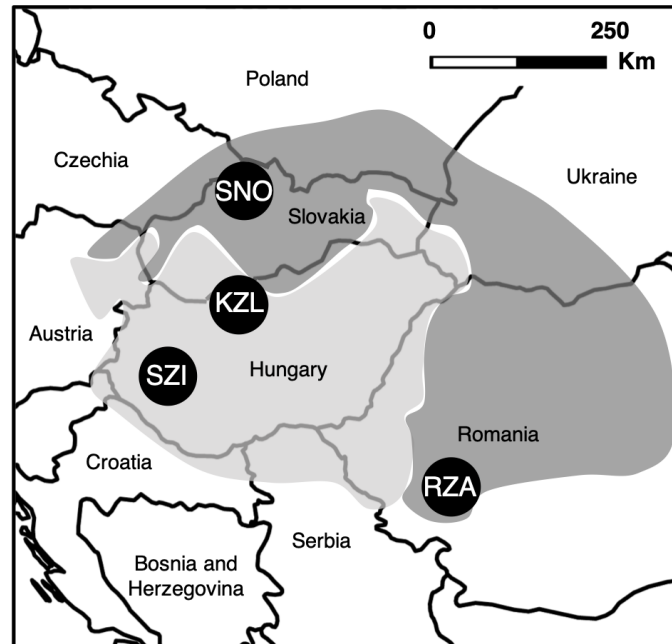 0 250
Km
Poland
Czechia
Ukraine
SNO
Slovakia
KZL
Austria
Hungary
SZI
Romania
Croatia
RZA
Serbia
Bosnia and
Herzegovina